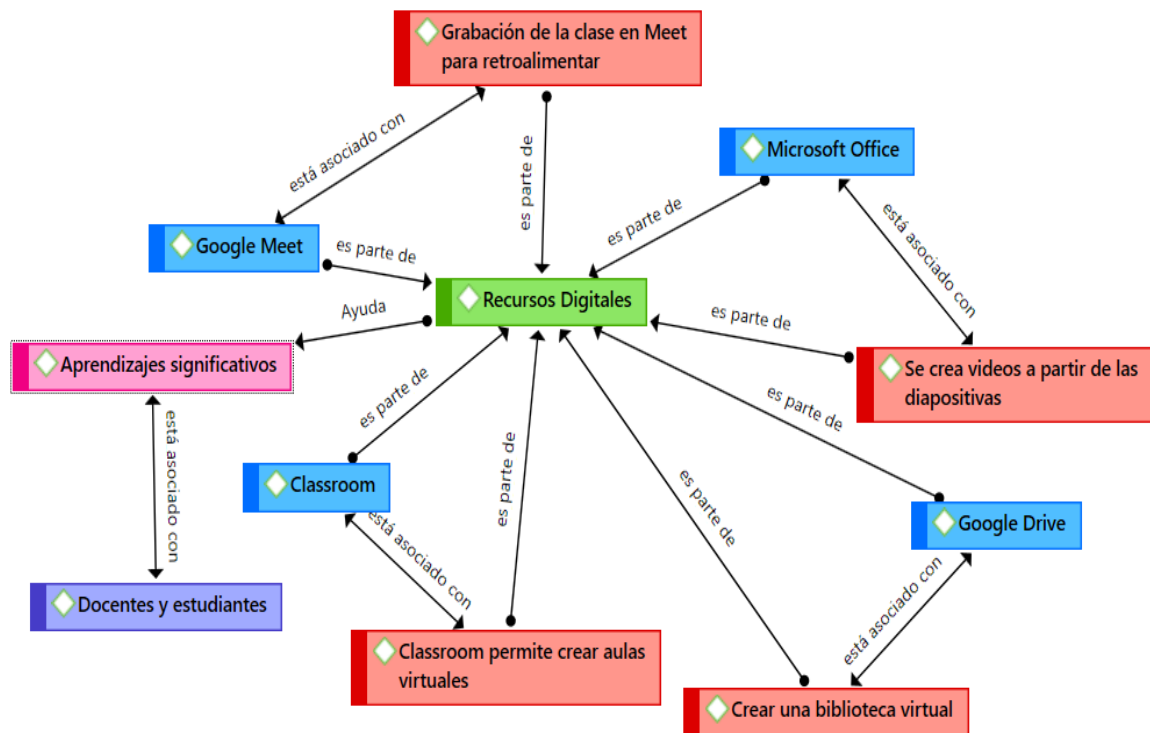 Grabación de la clase en Meet
para retroalimentar
está asociado con
es parte de
Microsoft Office
es parte de
está asociado con
Google Meet
es parte de
Recursos Digitales
Ayuda
es parte de
Aprendizajes significativos
Se crea videos a partir de las
diapositivas
es parte de
es parte de
está asociado con
Classroom
es parte de
es parte de
Google Drive
está asociado con
está asociado con
Docentes y estudiantes
Classroom permite crear aulas
virtuales
Crear una biblioteca virtual